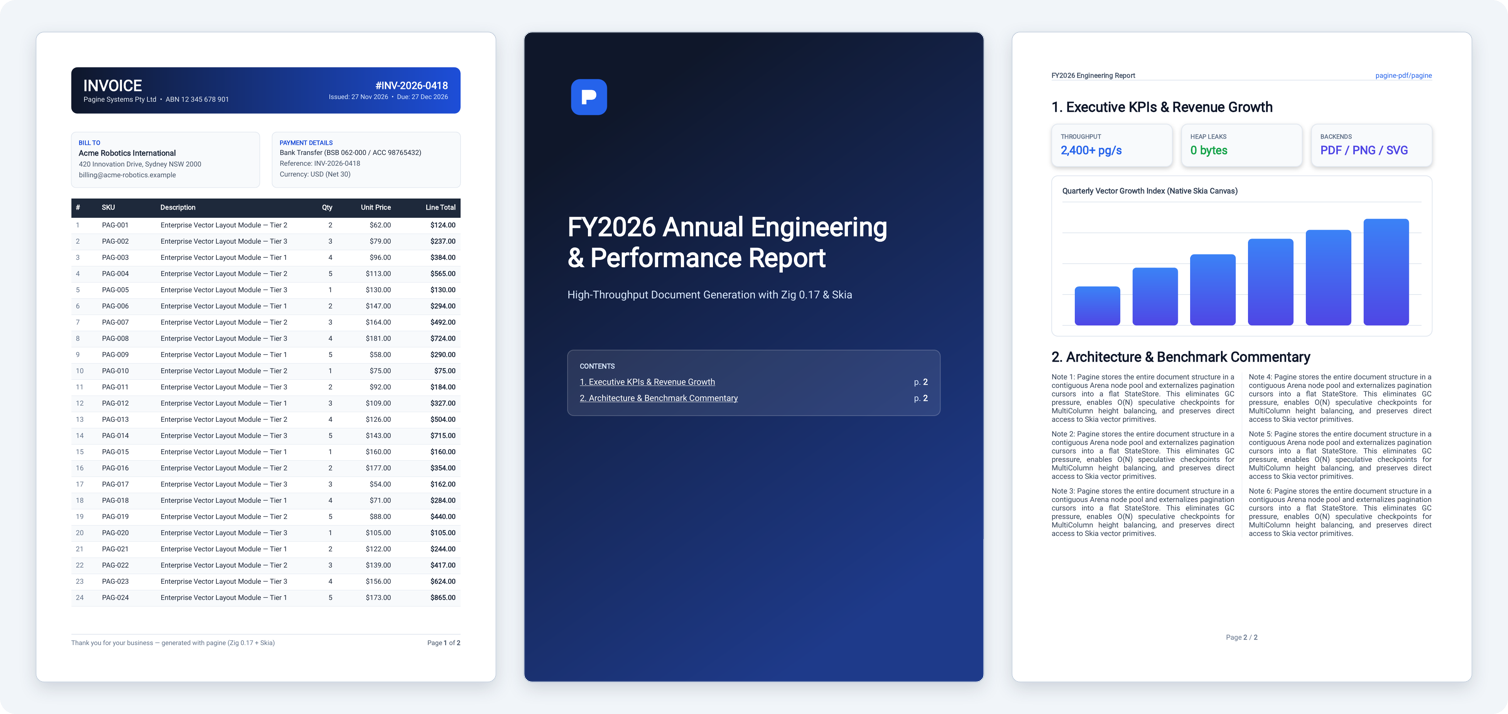 INVOICE
Pagine Systems Pty Ltd • ABN 12 345 678 901
#INV-2026-0418
Issued: 27 Nov 2026 • Due: 27 Dec 2026
BILL TO
Acme Robotics International
420 Innovation Drive, Sydney NSW 2000
billing@acme-robotics.example
PAYMENT DETAILS
Bank Transfer (BSB 062-000 / ACC 98765432)
Reference: INV-2026-0418
Currency: USD (Net 30)
# SKU Description Qty Unit Price Line Total
1 PAG-001 Enterprise Vector Layout Module — Tier 2 2 $62.00 $124.00
2 PAG-002 Enterprise Vector Layout Module — Tier 3 3 $79.00 $237.00
3 PAG-003 Enterprise Vector Layout Module — Tier 1 4 $96.00 $384.00
4 PAG-004 Enterprise Vector Layout Module — Tier 2 5 $113.00 $565.00
5 PAG-005 Enterprise Vector Layout Module — Tier 3 1 $130.00 $130.00
6 PAG-006 Enterprise Vector Layout Module — Tier 1 2 $147.00 $294.00
7 PAG-007 Enterprise Vector Layout Module — Tier 2 3 $164.00 $492.00
8 PAG-008 Enterprise Vector Layout Module — Tier 3 4 $181.00 $724.00
9 PAG-009 Enterprise Vector Layout Module — Tier 1 5 $58.00 $290.00
10 PAG-010 Enterprise Vector Layout Module — Tier 2 1 $75.00 $75.00
11 PAG-011 Enterprise Vector Layout Module — Tier 3 2 $92.00 $184.00
12 PAG-012 Enterprise Vector Layout Module — Tier 1 3 $109.00 $327.00
13 PAG-013 Enterprise Vector Layout Module — Tier 2 4 $126.00 $504.00
14 PAG-014 Enterprise Vector Layout Module — Tier 3 5 $143.00 $715.00
15 PAG-015 Enterprise Vector Layout Module — Tier 1 1 $160.00 $160.00
16 PAG-016 Enterprise Vector Layout Module — Tier 2 2 $177.00 $354.00
17 PAG-017 Enterprise Vector Layout Module — Tier 3 3 $54.00 $162.00
18 PAG-018 Enterprise Vector Layout Module — Tier 1 4 $71.00 $284.00
19 PAG-019 Enterprise Vector Layout Module — Tier 2 5 $88.00 $440.00
20 PAG-020 Enterprise Vector Layout Module — Tier 3 1 $105.00 $105.00
21 PAG-021 Enterprise Vector Layout Module — Tier 1 2 $122.00 $244.00
22 PAG-022 Enterprise Vector Layout Module — Tier 2 3 $139.00 $417.00
23 PAG-023 Enterprise Vector Layout Module — Tier 3 4 $156.00 $624.00
24 PAG-024 Enterprise Vector Layout Module — Tier 1 5 $173.00 $865.00
Thank you for your business — generated with pagine (Zig 0.17 + Skia)
Page 1 of 2
P
FY2026 Annual Engineering
& Performance Report
High-Throughput Document Generation with Zig 0.17 & Skia
CONTENTS
1. Executive KPIs & Revenue Growth p. 2
2. Architecture & Benchmark Commentary p. 2
FY2026 Engineering Report
pagine-pdf/pagine
1. Executive KPIs & Revenue Growth
THROUGHPUT
2,400+ pg/s
HEAP LEAKS
0 bytes
BACKENDS
PDF / PNG / SVG
Quarterly Vector Growth Index (Native Skia Canvas)
2. Architecture & Benchmark Commentary
Note 1: Pagine stores the entire document structure in a
contiguous Arena node pool and externalizes pagination
cursors into a flat StateStore. This eliminates GC
pressure, enables O(N) speculative checkpoints for
MultiColumn height balancing, and preserves direct
access to Skia vector primitives.
Note 2: Pagine stores the entire document structure in a
contiguous Arena node pool and externalizes pagination
cursors into a flat StateStore. This eliminates GC
pressure, enables O(N) speculative checkpoints for
MultiColumn height balancing, and preserves direct
access to Skia vector primitives.
Note 3: Pagine stores the entire document structure in a
contiguous Arena node pool and externalizes pagination
cursors into a flat StateStore. This eliminates GC
pressure, enables O(N) speculative checkpoints for
MultiColumn height balancing, and preserves direct
access to Skia vector primitives.
Note 4: Pagine stores the entire document structure in a
contiguous Arena node pool and externalizes pagination
cursors into a flat StateStore. This eliminates GC
pressure, enables O(N) speculative checkpoints for
MultiColumn height balancing, and preserves direct
access to Skia vector primitives.
Note 5: Pagine stores the entire document structure in a
contiguous Arena node pool and externalizes pagination
cursors into a flat StateStore. This eliminates GC
pressure, enables O(N) speculative checkpoints for
MultiColumn height balancing, and preserves direct
access to Skia vector primitives.
Note 6: Pagine stores the entire document structure in a
contiguous Arena node pool and externalizes pagination
cursors into a flat StateStore. This eliminates GC
pressure, enables O(N) speculative checkpoints for
MultiColumn height balancing, and preserves direct
access to Skia vector primitives.
Page 2 / 2